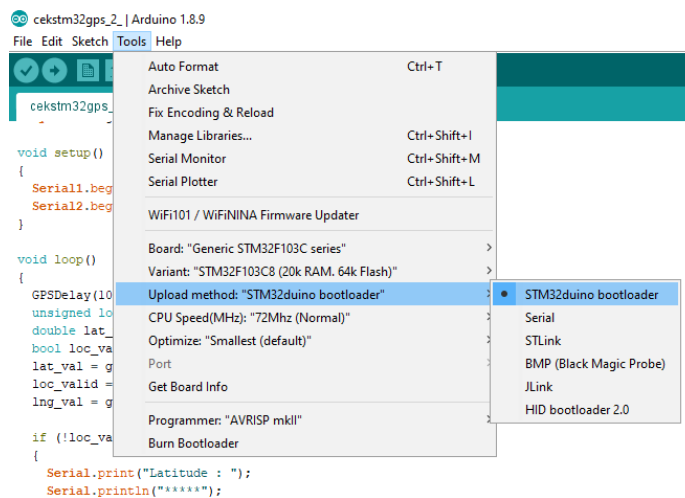 cekstm32gps_2_ | Arduino 1.8.9
File Edit Sketch Tools Help
Auto Format Ctrl+T
Archive Sketch
cekstm32gps_
Fix Encoding & Reload
Manage Libraries... Ctrl+Shift+I
void setup()
Serial Monitor Ctrl+Shift+M
{
Serial Plotter Ctrl+Shift+L
Serial1.beg
Serial2.beg
WiFi101 / WiFiNINA Firmware Updater
}
Board: "Generic STM32F103C series"
void loop()
Variant: "STM32F103C8 (20k RAM. 64k Flash)"
{
GPSDelay(10
Upload method: "STM32duino bootloader"
STM32duino bootloader
unsigned lo
CPU Speed(MHz): "72Mhz (Normal)"
Serial
double lat_
Optimize: "Smallest (default)"
STLink
bool loc_va
Port
BMP (Black Magic Probe)
lat_val = g
loc_valid =
Get Board Info
JLink
lng_val = g
HID bootloader 2.0
Programmer: "AVRISP mkII"
if (!loc_va
Burn Bootloader
{
Serial.print("Latitude : ");
Serial.println("*****");